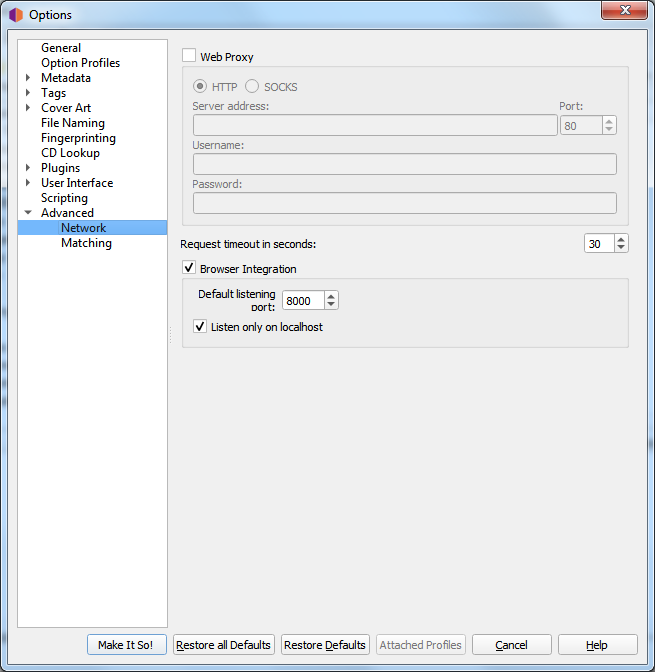 Options
General
Option Profiles
Metadata
Tags
Cover Art
File Naming
Fingerprinting
CD Lookup
Plugins
User Interface
Scripting
Advanced
Network
Matching
Web Proxy
HTTP SOCKS
Server address: Port:
80
Username:
Password:
Request timeout in seconds: 30
Browser Integration
Default listening
port: 8000
Listen only on localhost
Make It So! Restore all Defaults Restore Defaults Attached Profiles Cancel Help